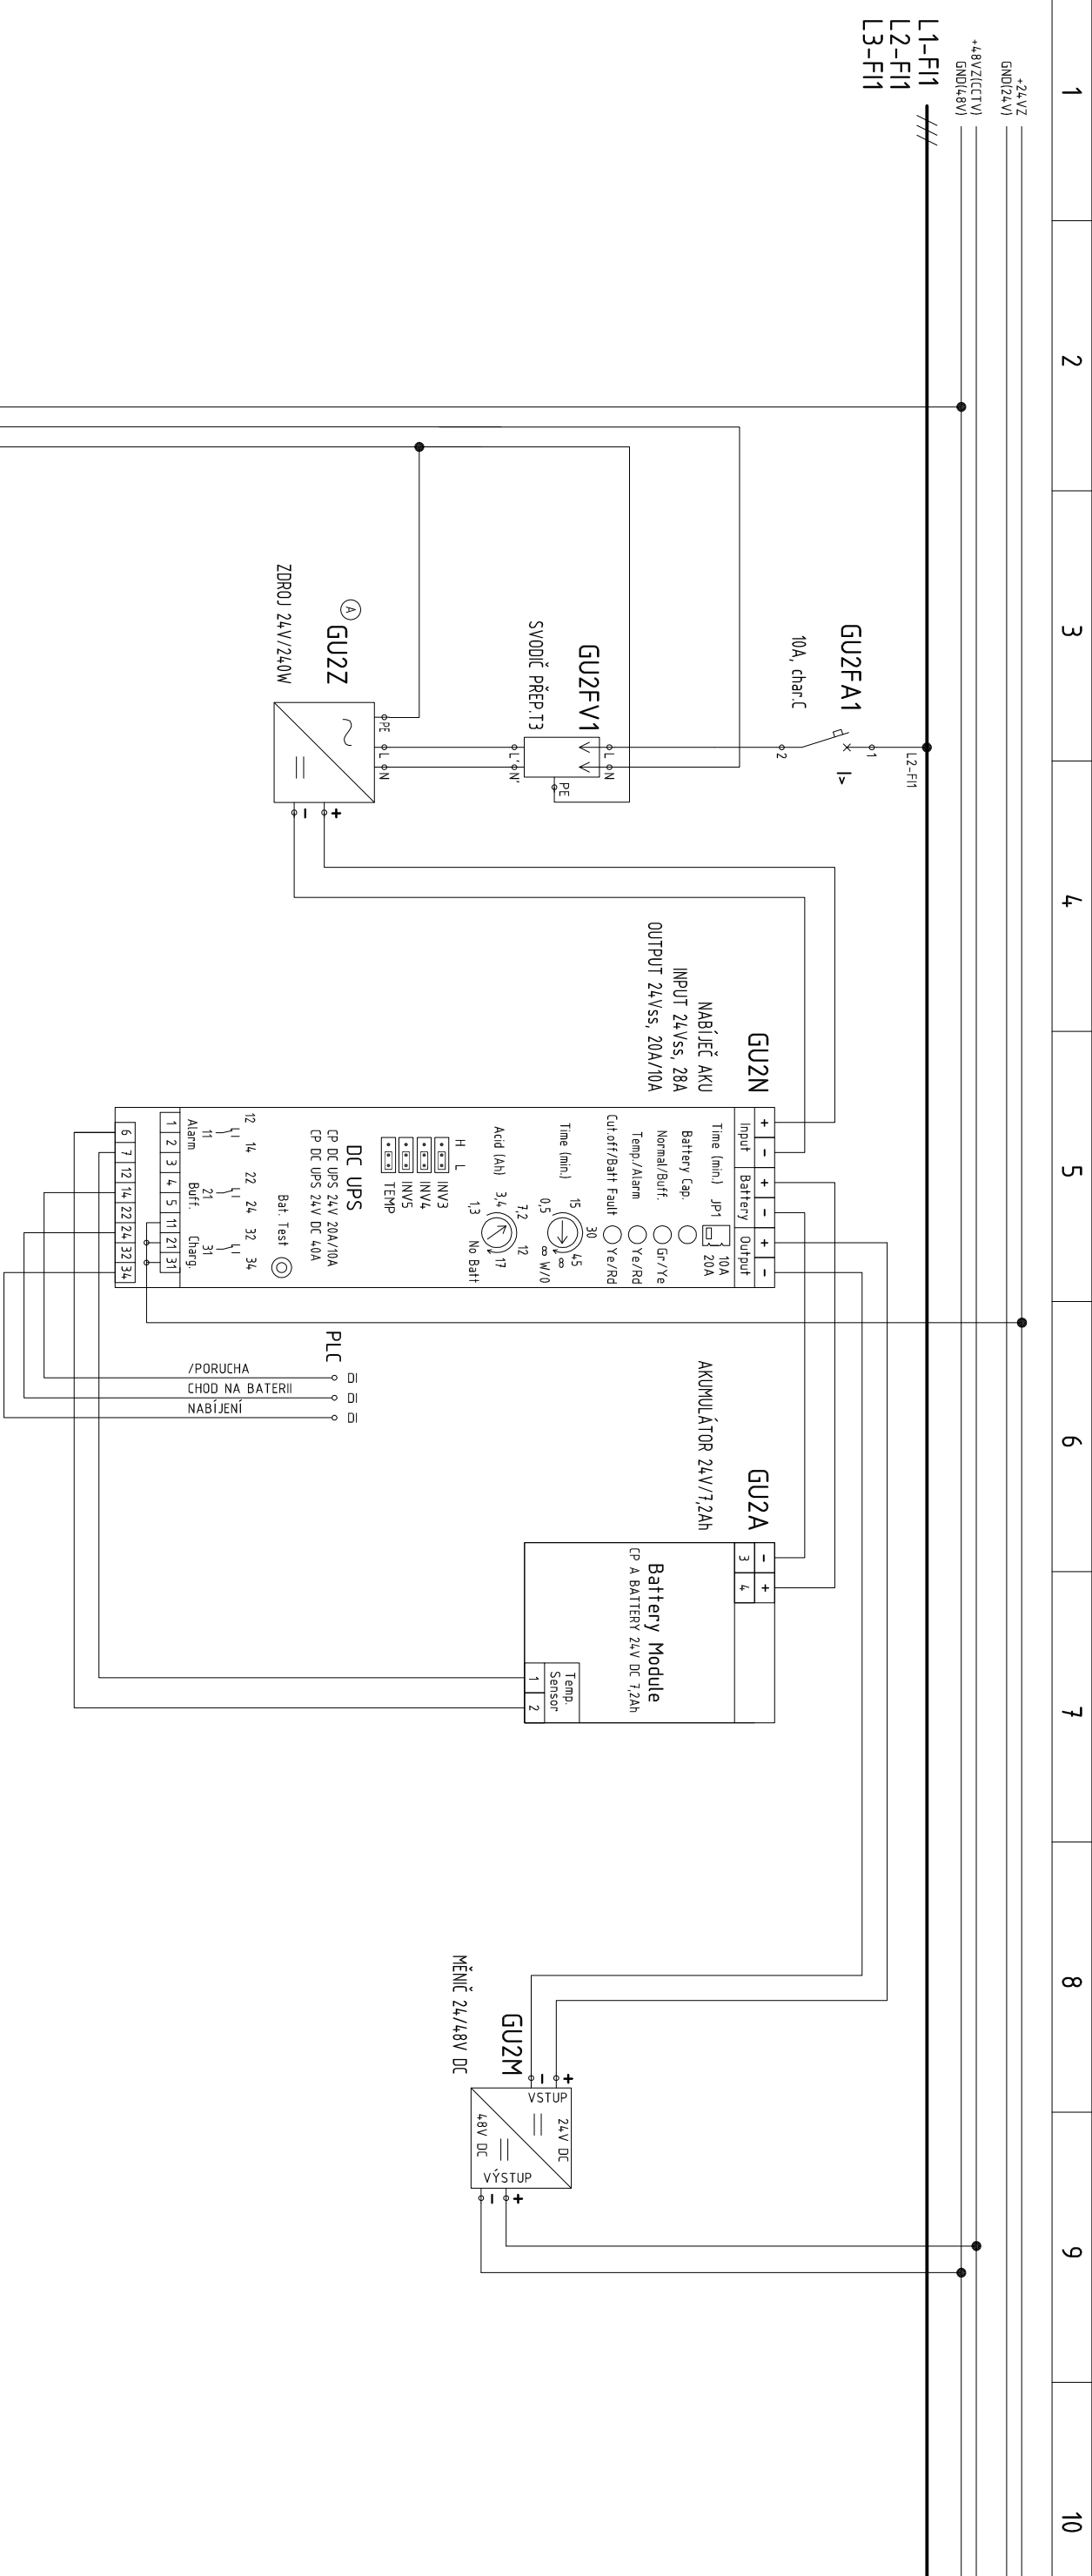 1
2
3
4
5
6
7
8
9
10
+24VZ
GND(24V)
+48VZ(CCTV)
GND(48V)
L1-FI1
L2-FI1
L3-FI1
L2-FI1
GU2FA1
10A, char.C
1
2
I>
GU2FV1
SVODIČ PŘEP.T3
L
N
PE
L'
N'
A
GU2Z
ZDROJ 24V/240W
PE
L
N
+
-
GU2N
NABÍJEČ AKU
INPUT 24Vss, 28A
OUTPUT 24Vss, 20A/10A
+ - + - + -
Input Battery Output
Time (min.) JP1 10A
20A
Battery Cap.
Normal/Buff. Gr/Ye
Temp./Alarm Ye/Rd
Cut.off/Batt Fault Ye/Rd
Time (min.)
0,5 15 30 45 ∞
∞ W/O
Acid (Ah)
1,3 3,4 7,2 12 17
No Batt
H L
INV3
INV4
INV5
TEMP
DC UPS
CP DC UPS 24V 20A/10A
CP DC UPS 24V DC 40A
Bat. Test
12 14 22 24 32 34
11 21 31
Alarm Buff. Charg.
1 2 3 4 5 11 21 31
6 7 12 14 22 24 32 34
PLC
DI
DI
DI
/PORUCHA
CHOD NA BATERII
NABÍJENÍ
GU2A
AKUMULÁTOR 24V/7,2Ah
- +
3 4
Battery Module
CP A BATTERY 24V DC 7,2Ah
Temp.
Sensor
1 2
GU2M
MĚNIČ 24/48V DC
+
-
VSTUP
24V DC
48V DC
VÝSTUP
+
-